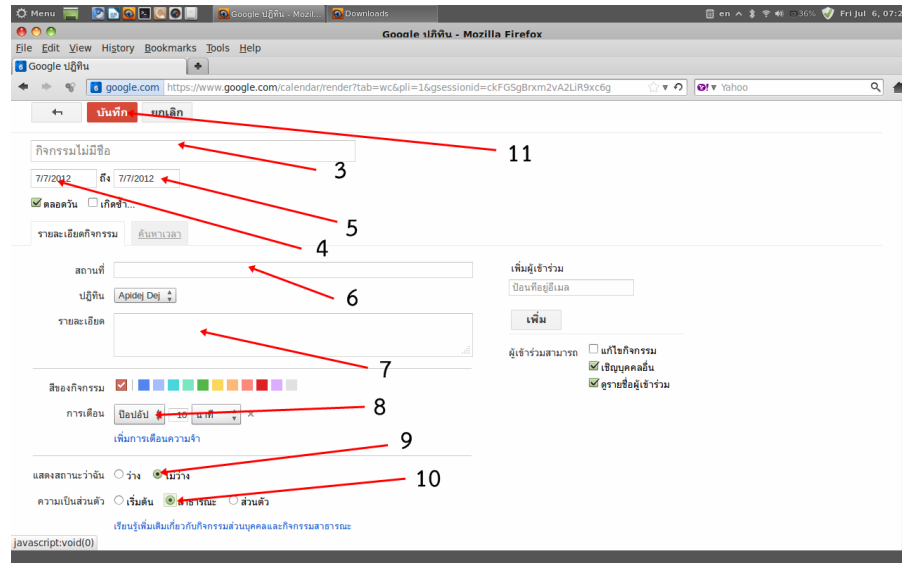 Menu Google ปฏิทิน - Mozil... Downloads en 36% Fri Jul 6, 07:2
Google ปฏิทิน - Mozilla Firefox
File Edit View History Bookmarks Tools Help
Google ปฏิทิน
google.com https://www.google.com/calendar/render?tab=wc&pli=1&gsessionid=ckFGSgBrxm2vA2LiR9xc6g Yahoo
บันทึก ยกเลิก
11
กิจกรรมไม่มีชื่อ
3
7/7/2012 ถึง 7/7/2012
ตลอดวัน เกิดซ้ำ...
5
รายละเอียดกิจกรรม ค้นหาเวลา
4
สถานที่
เพิ่มผู้เข้าร่วม
ปฏิทิน Apidej Dej
6
ป้อนที่อยู่อีเมล
รายละเอียด
เพิ่ม
7
ผู้เข้าร่วมสามารถ แก้ไขกิจกรรม
เชิญบุคคลอื่น
ดูรายชื่อผู้เข้าร่วม
สีของกิจกรรม
การเตือน ป๊อปอัป 10 นาที ×
8
เพิ่มการเตือนความจำ
9
แสดงสถานะว่าฉัน ว่าง ไม่ว่าง
10
ความเป็นส่วนตัว เริ่มต้น สาธารณะ ส่วนตัว
เรียนรู้เพิ่มเติมเกี่ยวกับกิจกรรมส่วนบุคคลและกิจกรรมสาธารณะ
javascript:void(0)